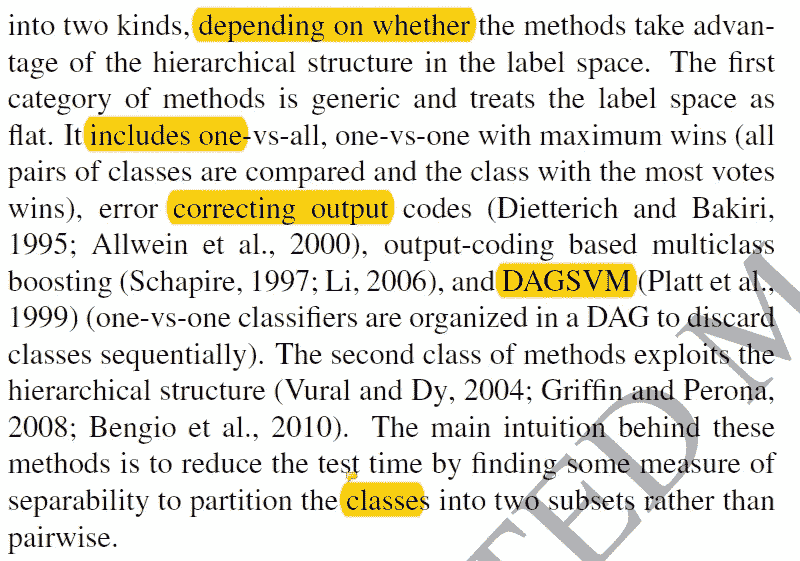 into two kinds, depending on whether the methods take advan-
tage of the hierarchical structure in the label space. The first
category of methods is generic and treats the label space as
flat. It includes one-vs-all, one-vs-one with maximum wins (all
pairs of classes are compared and the class with the most votes
wins), error correcting output codes (Dietterich and Bakiri,
1995; Allwein et al., 2000), output-coding based multiclass
boosting (Schapire, 1997; Li, 2006), and DAGSVM (Platt et al.,
1999) (one-vs-one classifiers are organized in a DAG to discard
classes sequentially). The second class of methods exploits the
hierarchical structure (Vural and Dy, 2004; Griffin and Perona,
2008; Bengio et al., 2010). The main intuition behind these
methods is to reduce the test time by finding some measure of
separability to partition the classes into two subsets rather than
pairwise.
TED M